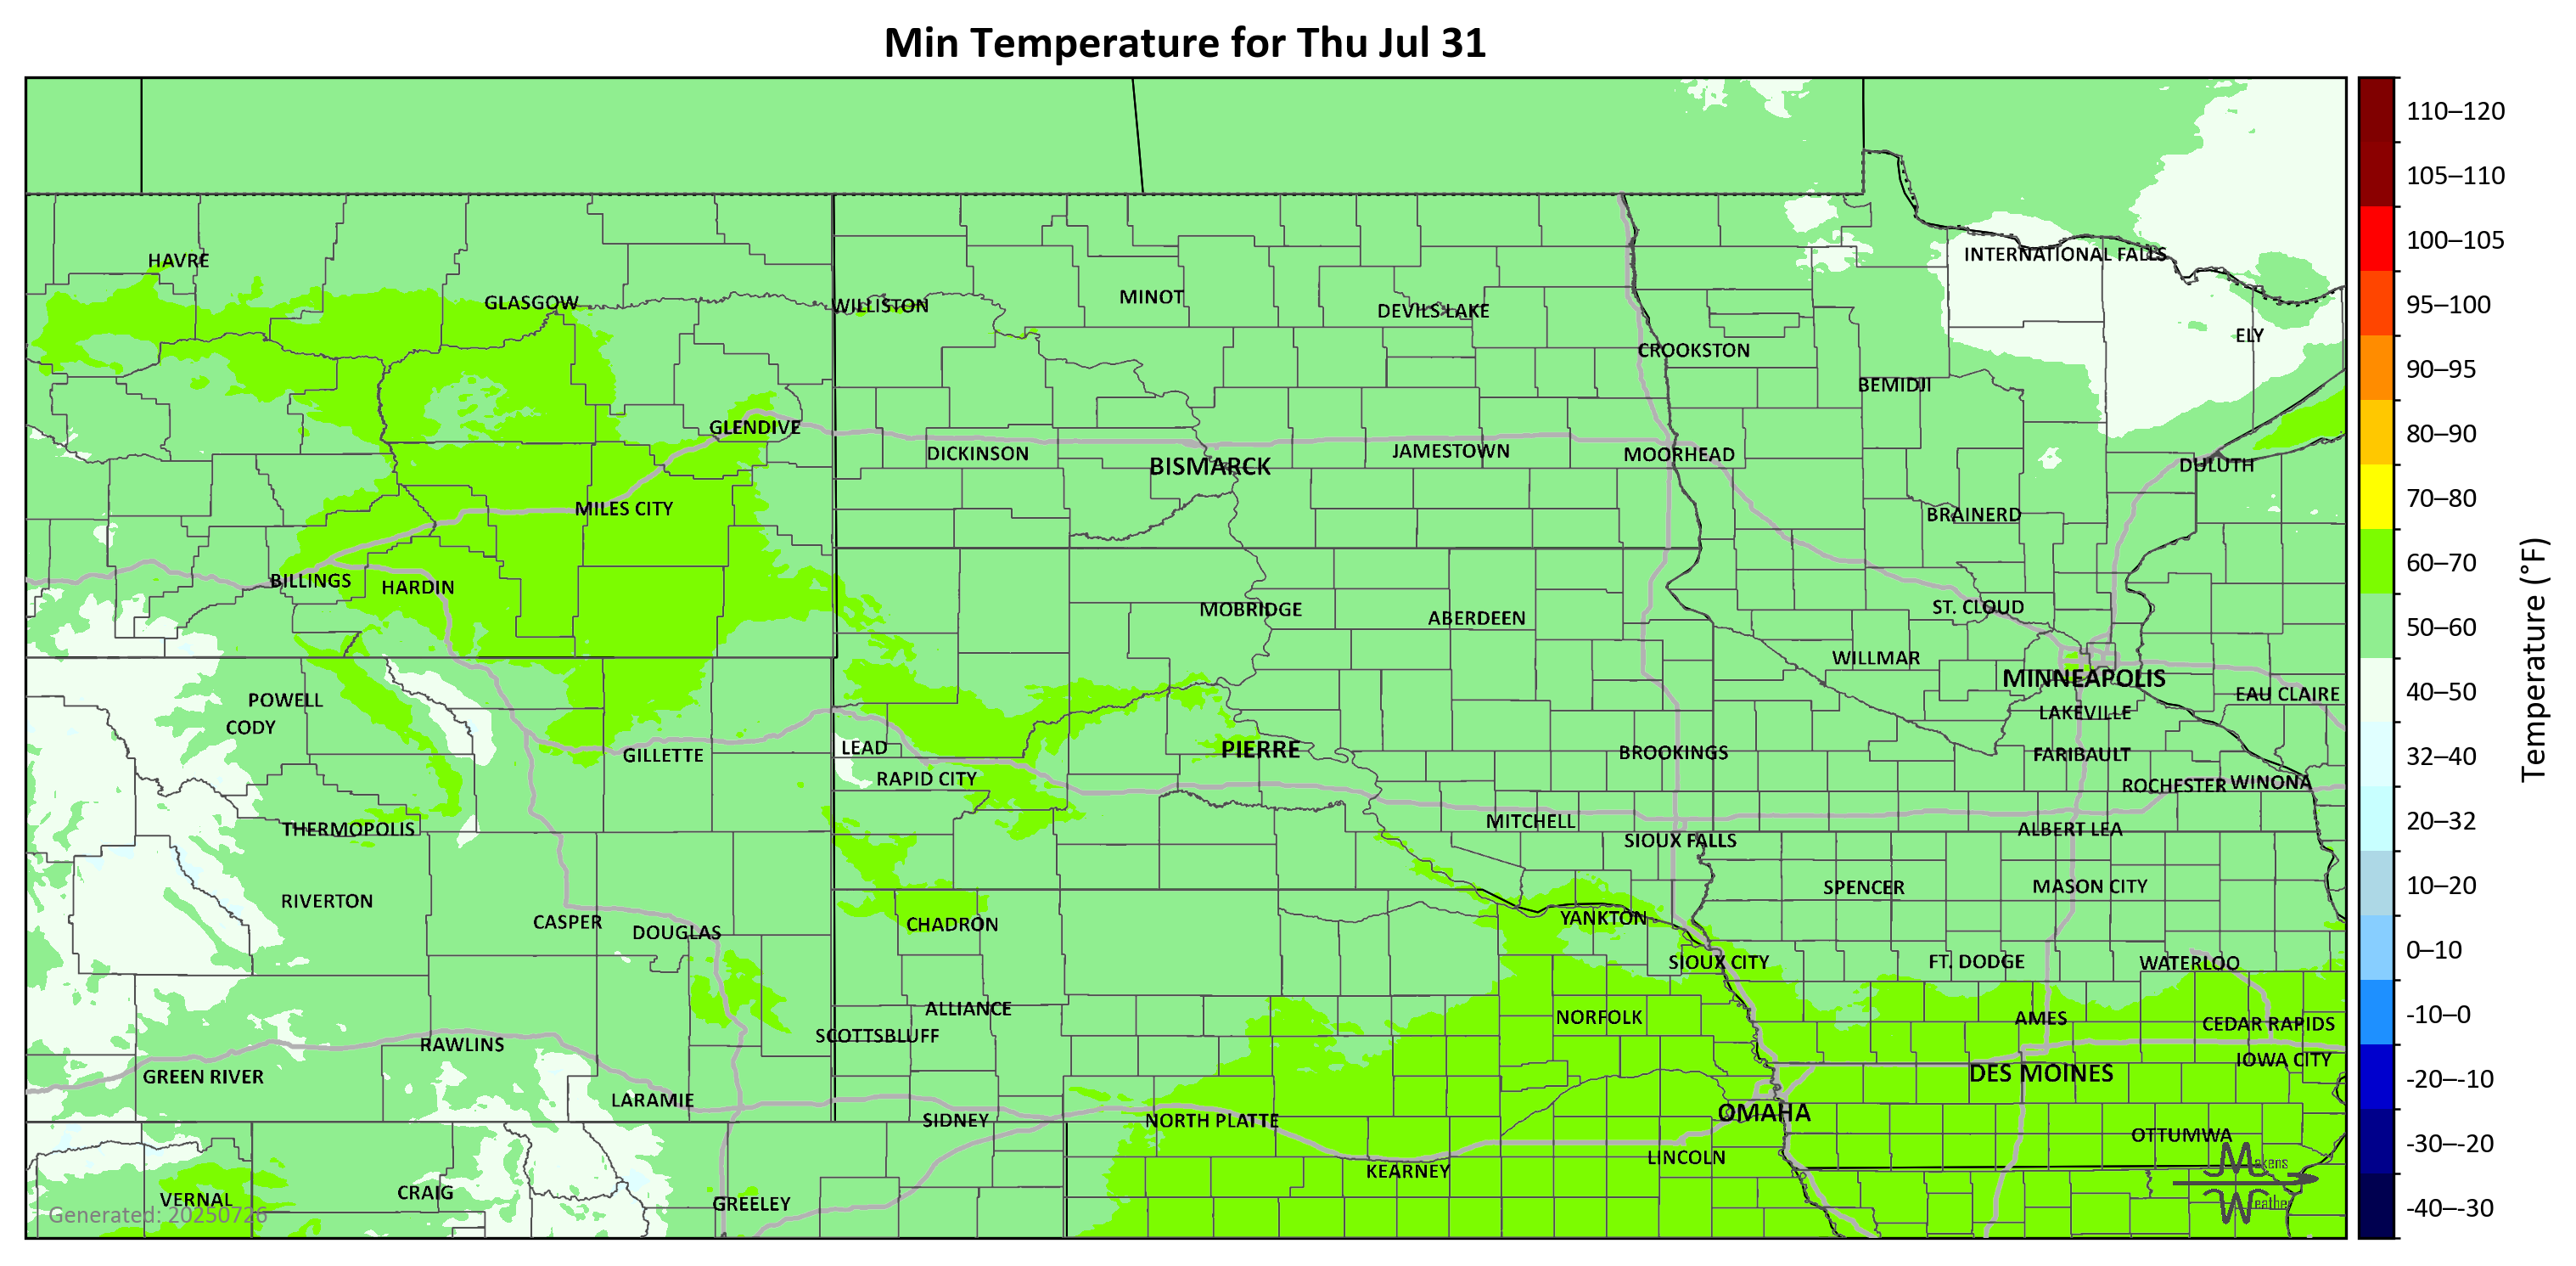 Min Temperature for Thu Jul 31
HAVRE
GLASGOW
WILLISTON
MINOT
DEVILS LAKE
CROOKSTON
INTERNATIONAL FALLS
ELY
BEMIDJI
GLENDIVE
DICKINSON
BISMARCK
JAMESTOWN
MOORHEAD
DULUTH
MILES CITY
BRAINERD
BILLINGS
HARDIN
MOBRIDGE
ABERDEEN
ST. CLOUD
WILLMAR
MINNEAPOLIS
EAU CLAIRE
POWELL
CODY
LAKEVILLE
GILLETTE
LEAD
RAPID CITY
PIERRE
BROOKINGS
FARIBAULT
ROCHESTER
WINONA
THERMOPOLIS
MITCHELL
SIOUX FALLS
ALBERT LEA
RIVERTON
CASPER
DOUGLAS
CHADRON
YANKTON
SPENCER
MASON CITY
SIOUX CITY
FT. DODGE
WATERLOO
ALLIANCE
SCOTTSBLUFF
NORFOLK
AMES
CEDAR RAPIDS
IOWA CITY
RAWLINS
GREEN RIVER
LARAMIE
SIDNEY
NORTH PLATTE
OMAHA
DES MOINES
OTTUMWA
KEARNEY
LINCOLN
VERNAL
CRAIG
GREELEY
Generated: 20250726
Makens
Weather
110–120
105–110
100–105
95–100
90–95
80–90
70–80
60–70
50–60
40–50
32–40
20–32
10–20
0–10
-10–0
-20–-10
-30–-20
-40–-30
Temperature (°F)